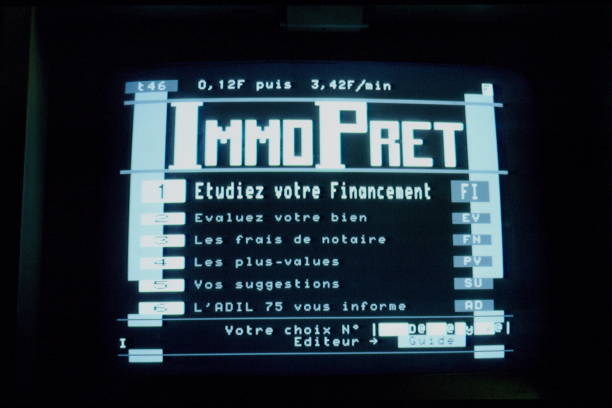 t46 0,12F puis 3,42F/min F
IMMOPRET
1 Etudiez votre Financement FI
2 Evaluez votre bien EV
3 Les frais de notaire FN
4 Les plus-values PV
5 Vos suggestions SU
6 L'ADIL 75 vous informe AD
Votre choix N°
Editeur → Guide
I